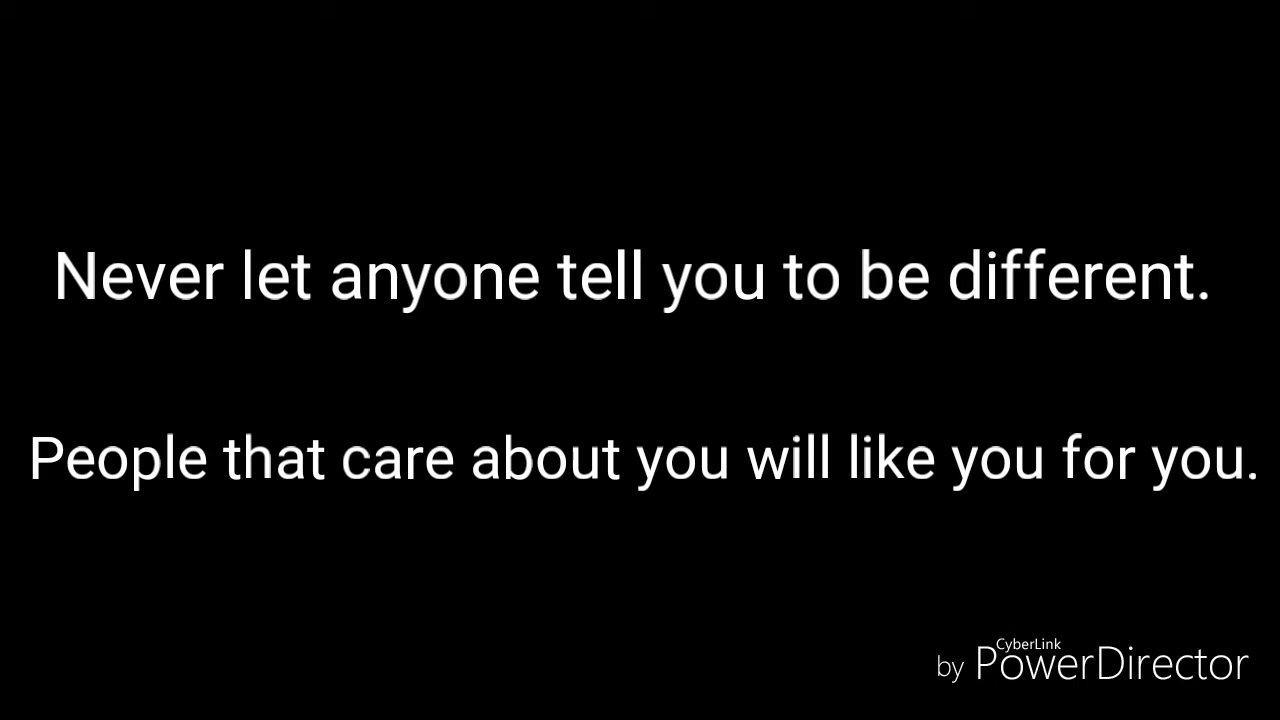 Never let anyone tell you to be different.
People that care about you will like you for you.
CyberLink
by PowerDirector